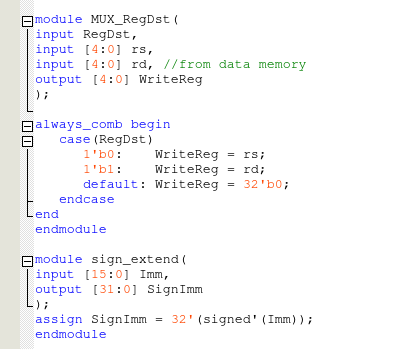 module MUX_RegDst(
input RegDst,
input [4:0] rs,
input [4:0] rd, //from data memory
output [4:0] WriteReg
);
always_comb begin
case(RegDst)
1'b0: WriteReg = rs;
1'b1: WriteReg = rd;
default: WriteReg = 32'b0;
endcase
end
endmodule
module sign_extend(
input [15:0] Imm,
output [31:0] SignImm
);
assign SignImm = 32'(signed'(Imm));
endmodule